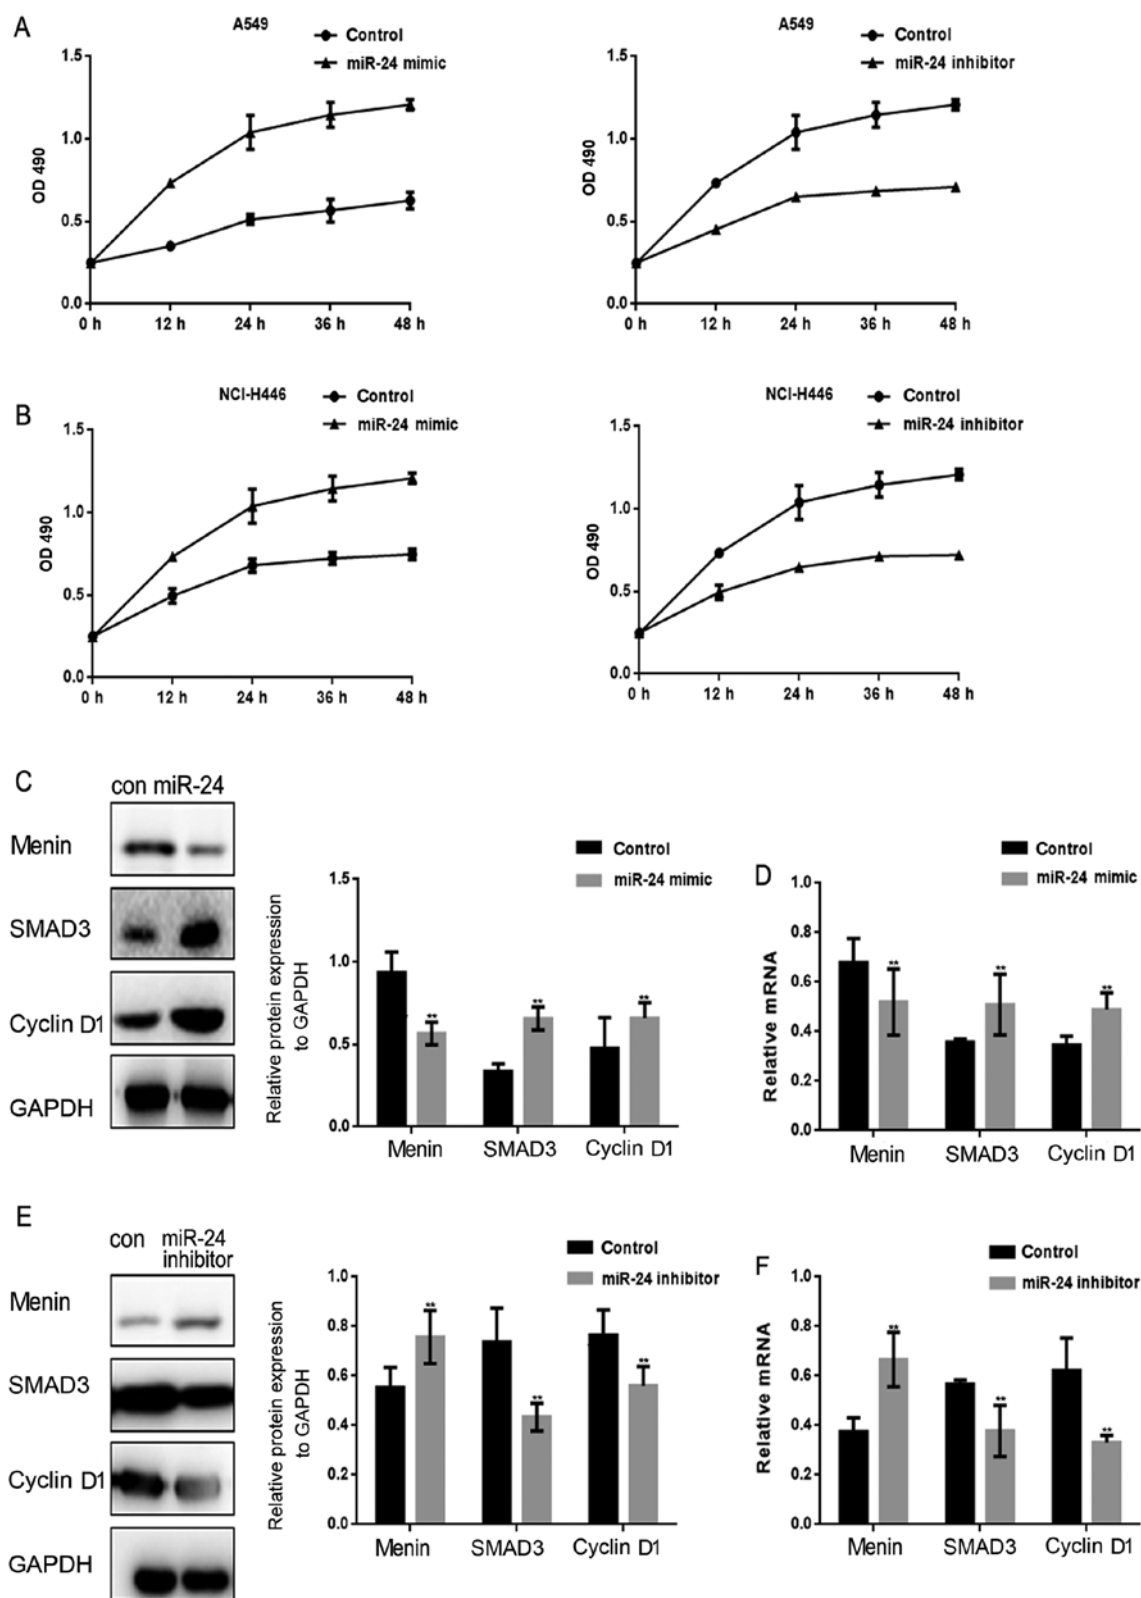 A
A549
Control
miR-24 mimic
1.5
1.0
0.5
0.0
OD 490
0 h 12 h 24 h 36 h 48 h
A549
Control
miR-24 inhibitor
1.5
1.0
0.5
0.0
OD 490
0 h 12 h 24 h 36 h 48 h
B
NCI-H446
Control
miR-24 mimic
1.5
1.0
0.5
0.0
OD 490
0 h 12 h 24 h 36 h 48 h
NCI-H446
Control
miR-24 inhibitor
1.5
1.0
0.5
0.0
OD 490
0 h 12 h 24 h 36 h 48 h
C
con miR-24
Menin
SMAD3
Cyclin D1
GAPDH
Control
miR-24 mimic
Relative protein expression
to GAPDH
1.5
1.0
0.5
0.0
**
**
**
Menin SMAD3 Cyclin D1
D
Control
miR-24 mimic
Relative mRNA
1.0
0.8
0.6
0.4
0.2
0.0
**
**
**
Menin SMAD3 Cyclin D1
E
con miR-24
inhibitor
Menin
SMAD3
Cyclin D1
GAPDH
Control
miR-24 inhibitor
Relative protein expression
to GAPDH
1.0
0.8
0.6
0.4
0.2
0.0
**
**
**
Menin SMAD3 Cyclin D1
F
Control
miR-24 inhibitor
Relative mRNA
1.0
0.8
0.6
0.4
0.2
0.0
**
**
**
Menin SMAD3 Cyclin D1